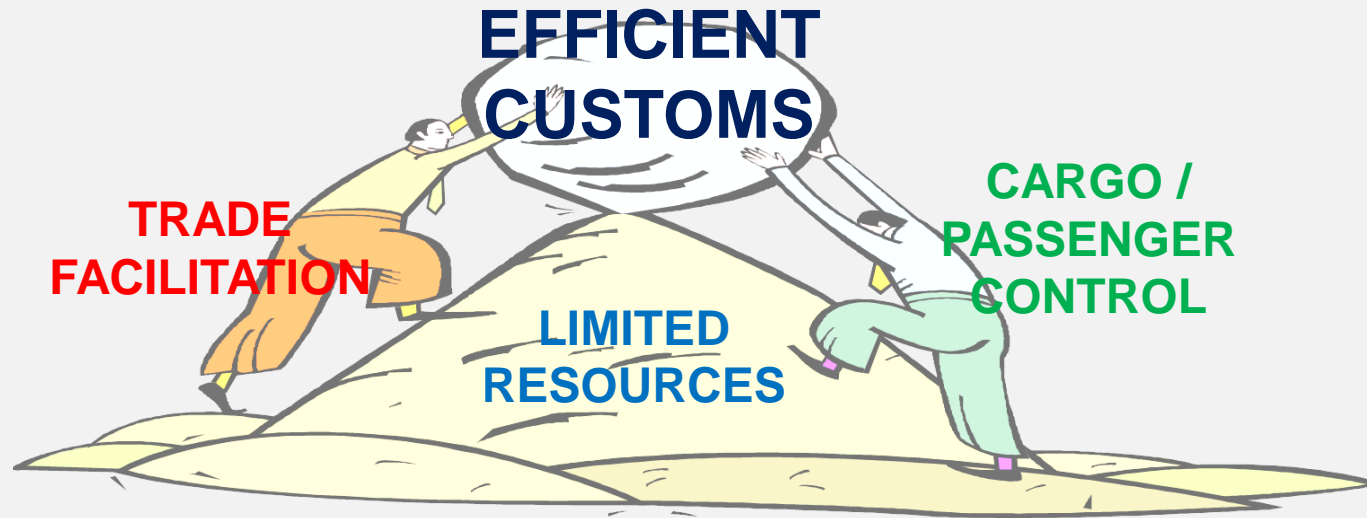 EFFICIENT
CUSTOMS
TRADE
FACILITATION
CARGO /
PASSENGER
CONTROL
LIMITED
RESOURCES